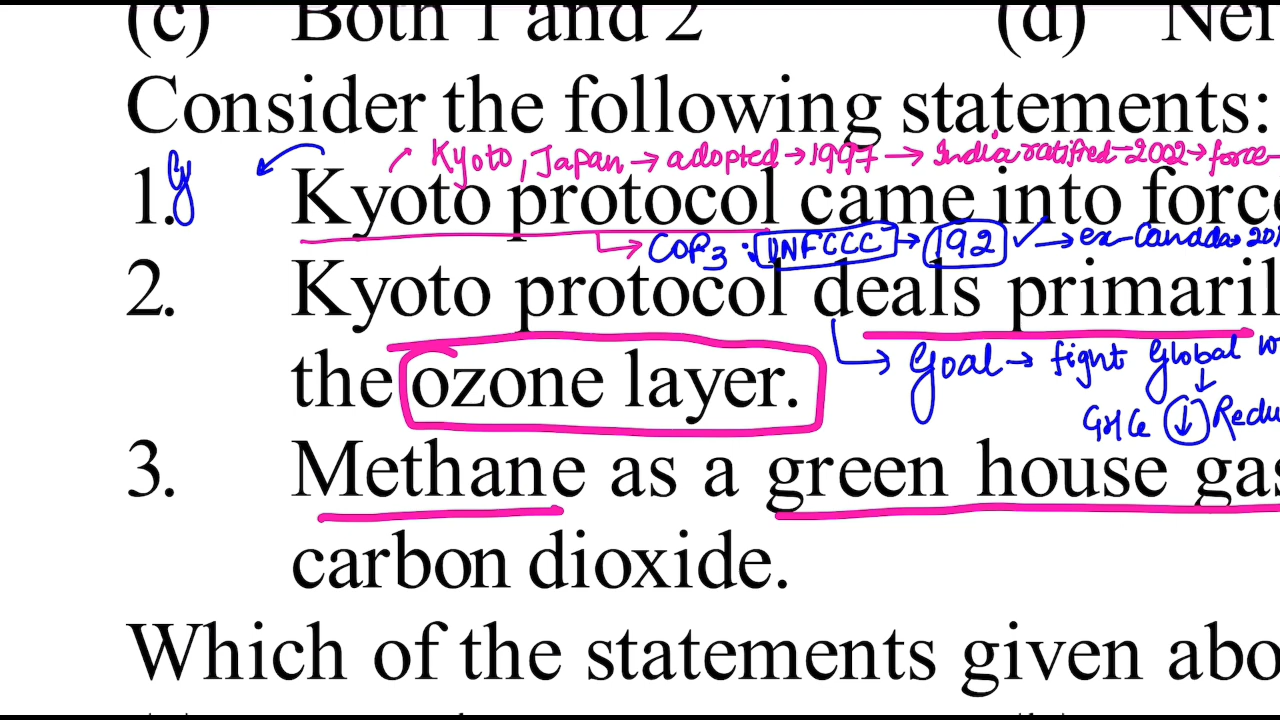 (c) Both 1 and 2 (d) Nei
Consider the following statements:
Kyoto, Japan → adopted → 1997 → India ratified → 2002 → force
1. Kyoto protocol came into force
COP3 : UNFCCC → 192 ✓ → ex-Canada → 201
2. Kyoto protocol deals primaril
the ozone layer.
Goal → fight Global
GHG ↓ Redu
3. Methane as a green house gas
carbon dioxide.
Which of the statements given abo